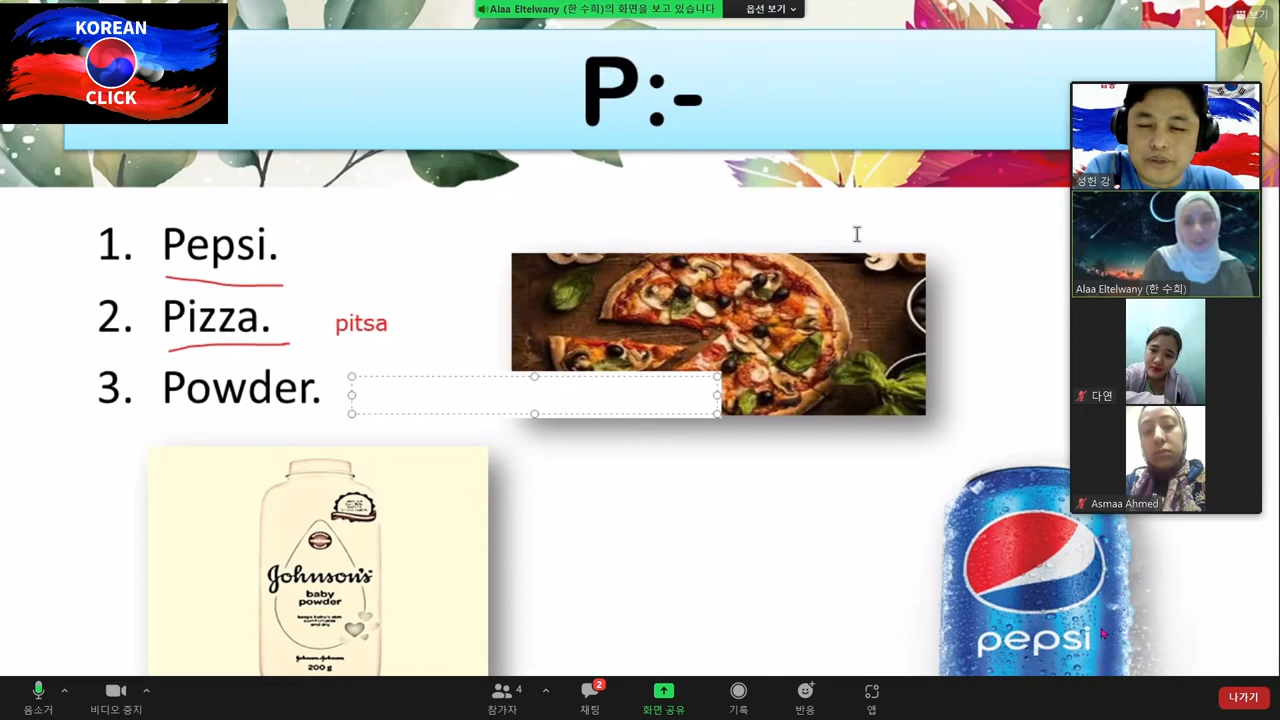 Alaa Eltelwany (한 수희)의 화면을 보고 있습니다
옵션 보기
보기
KOREAN
CLICK
P:-
성헌 강
1. Pepsi.
Alaa Eltelwany (한 수희)
2. Pizza.
pitsa
3. Powder.
다연
Asmaa Ahmed
Johnson's
baby
powder
200 g
pepsi
4
2
음소거
비디오 중지
참가자
채팅
화면 공유
기록
반응
앱
나가기